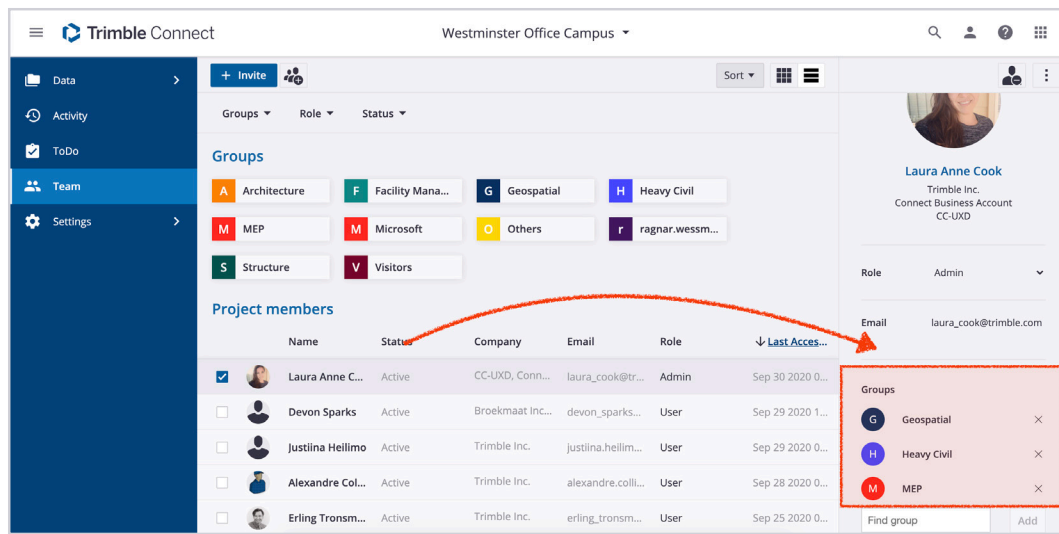 Trimble Connect
Westminster Office Campus
Data
Activity
ToDo
Team
Settings
+ Invite
Sort
Groups Role Status
Groups
A Architecture
F Facility Mana...
G Geospatial
H Heavy Civil
M MEP
M Microsoft
O Others
r ragnar.wessm...
S Structure
V Visitors
Project members
Name Status Company Email Role Last Acces...
Laura Anne C... Active CC-UXD, Conn... laura_cook@tr... Admin Sep 30 2020 0...
Devon Sparks Active Broekmaat Inc... devon_sparks... User Sep 29 2020 1...
Justiina Heilimo Active Trimble Inc. justiina.heilim... User Sep 29 2020 0...
Alexandre Col... Active Trimble Inc. alexandre.colli... User Sep 28 2020 0...
Erling Tronsm... Active Trimble Inc. erling_tronsm... User Sep 25 2020 0...
Laura Anne Cook
Trimble Inc.
Connect Business Account
CC-UXD
Role Admin
Email laura_cook@trimble.com
Groups
G Geospatial
H Heavy Civil
M MEP
Find group Add